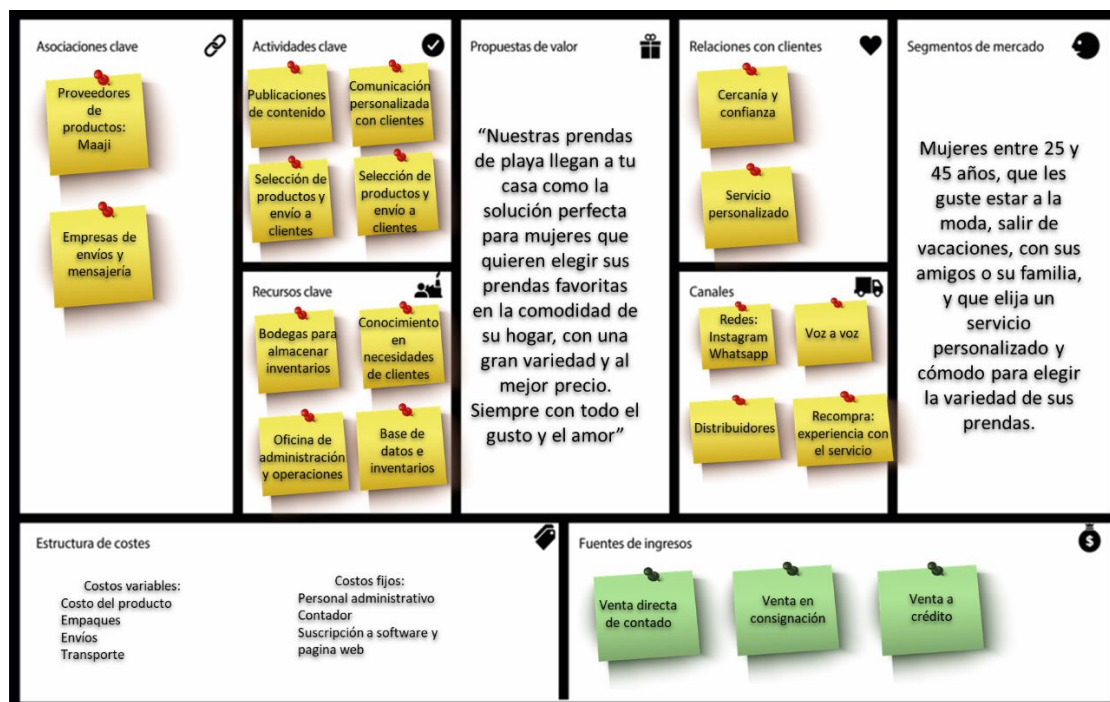 Asociaciones clave
Proveedores
de
productos:
Maaji
Empresas de
envíos y
mensajería
Actividades clave
Publicaciones
de contenido
Comunicación
personalizada
con clientes
Selección de
productos y
envío a
clientes
Selección de
productos y
envío a
clientes
Recursos clave
Bodegas para
almacenar
inventarios
Conocimiento
en
necesidades
de clientes
Oficina de
administración
y operaciones
Base de
datos e
inventarios
Propuestas de valor
“Nuestras prendas
de playa llegan a tu
casa como la
solución perfecta
para mujeres que
quieren elegir sus
prendas favoritas
en la comodidad de
su hogar, con una
gran variedad y al
mejor precio.
Siempre con todo el
gusto y el amor”
Relaciones con clientes
Cercanía y
confianza
Servicio
personalizado
Canales
Redes:
Instagram
Whatsapp
Voz a voz
Distribuidores
Recompra:
experiencia con
el servicio
Segmentos de mercado
Mujeres entre 25 y
45 años, que les
guste estar a la
moda, salir de
vacaciones, con sus
amigos o su familia,
y que elija un
servicio
personalizado y
cómodo para elegir
la variedad de sus
prendas.
Estructura de costes
Costos variables:
Costo del producto
Empaques
Envíos
Transporte
Costos fijos:
Personal administrativo
Contador
Suscripción a software y
pagina web
Fuentes de ingresos
$
Venta directa
de contado
Venta en
consignación
Venta a
crédito